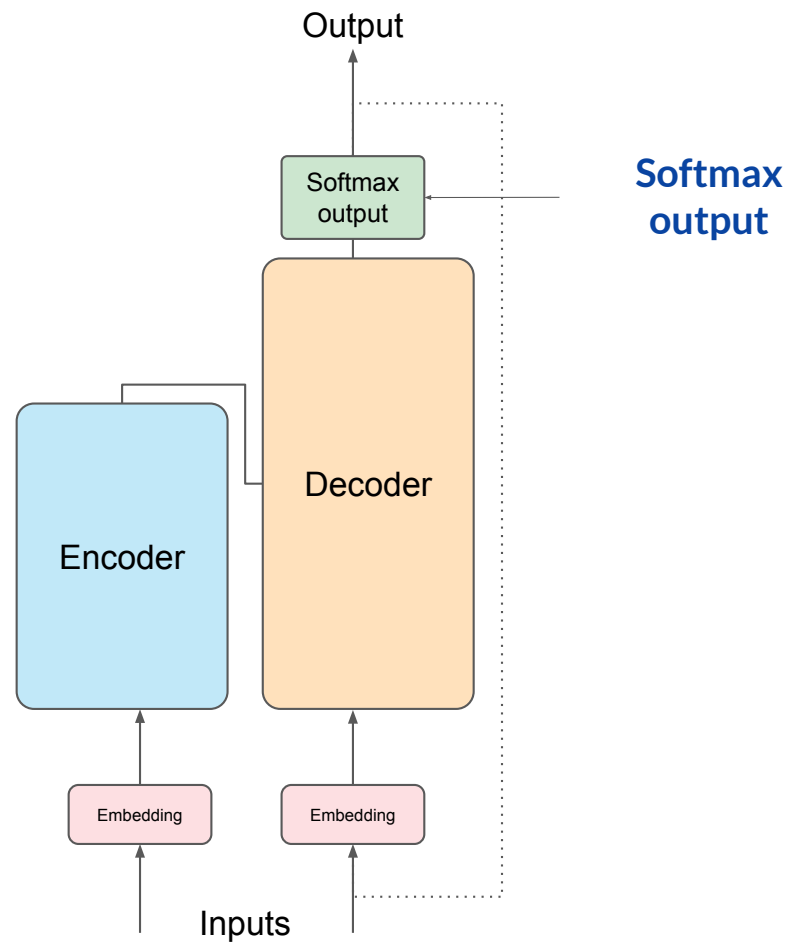 Output
Softmax
output
Softmax
output
Decoder
Encoder
Embedding
Embedding
Inputs